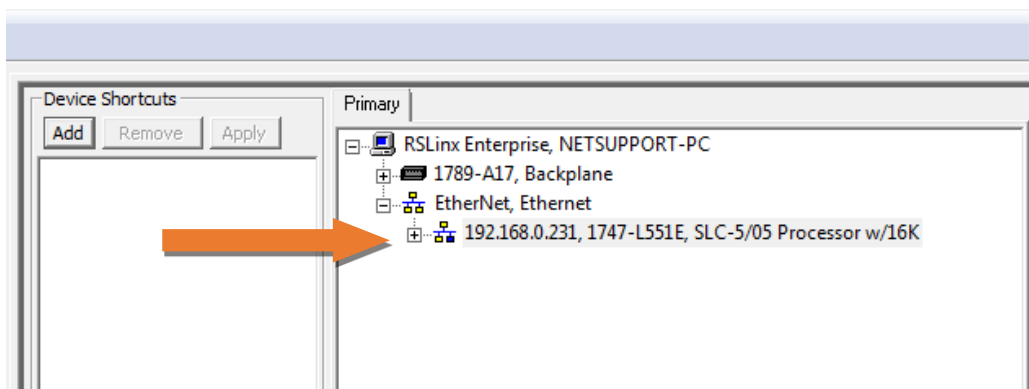 Device Shortcuts
Add Remove Apply
Primary
RSLinx Enterprise, NETSUPPORT-PC
1789-A17, Backplane
EtherNet, Ethernet
192.168.0.231, 1747-L551E, SLC-5/05 Processor w/16K